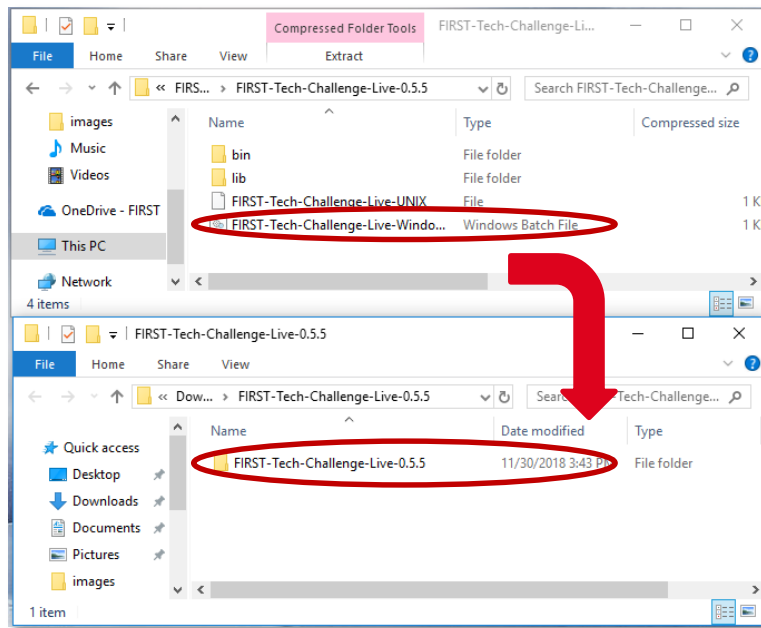 Compressed Folder Tools FIRST-Tech-Challenge-Li...
File Home Share View Extract
« FIRS... › FIRST-Tech-Challenge-Live-0.5.5 Search FIRST-Tech-Challenge...
images
Music
Videos
OneDrive - FIRST
This PC
Network
Name Type Compressed size
bin File folder
lib File folder
FIRST-Tech-Challenge-Live-UNIX File 1 K
FIRST-Tech-Challenge-Live-Windo... Windows Batch File 1 K
4 items
FIRST-Tech-Challenge-Live-0.5.5
File Home Share View
« Dow... › FIRST-Tech-Challenge-Live-0.5.5 Tech-Challenge...
Quick access
Desktop
Downloads
Documents
Pictures
images
Name Date modified Type
FIRST-Tech-Challenge-Live-0.5.5 11/30/2018 3:43 File folder
1 item